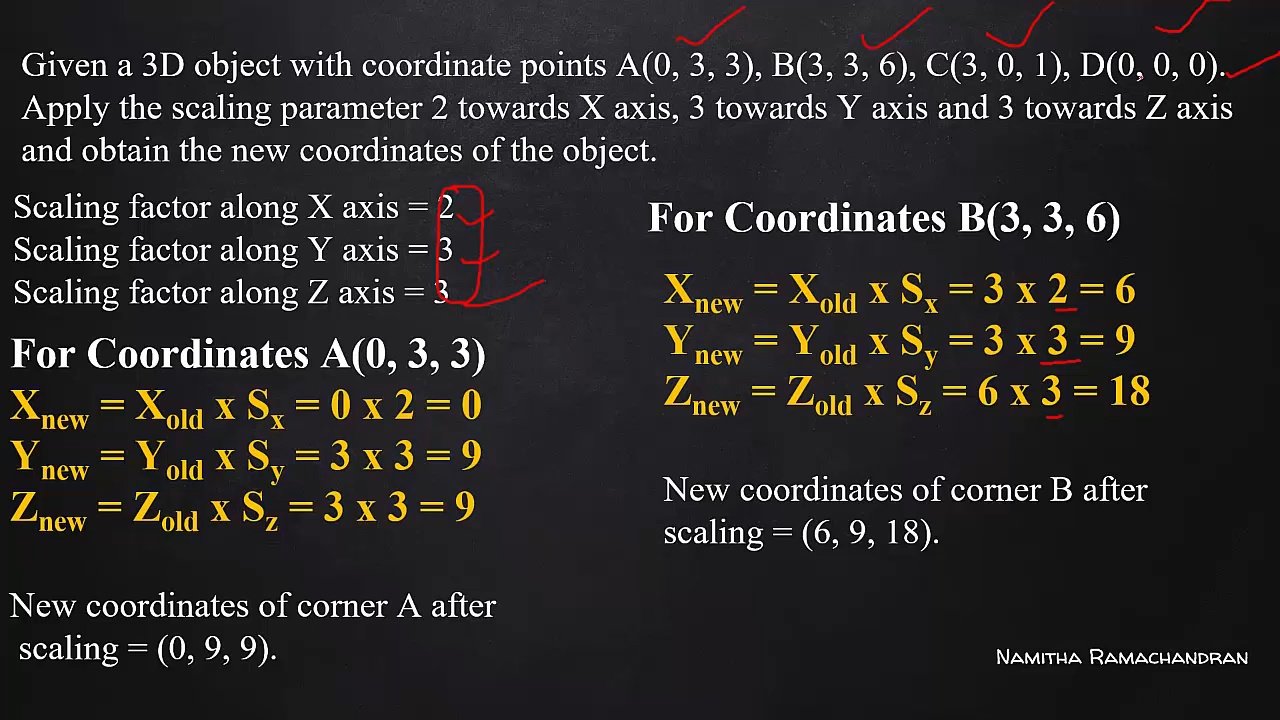 Given a 3D object with coordinate points A(0, 3, 3), B(3, 3, 6), C(3, 0, 1), D(0, 0, 0).
Apply the scaling parameter 2 towards X axis, 3 towards Y axis and 3 towards Z axis
and obtain the new coordinates of the object.
Scaling factor along X axis = 2
Scaling factor along Y axis = 3
Scaling factor along Z axis = 3
For Coordinates A(0, 3, 3)
Xnew = Xold x Sx = 0 x 2 = 0
Ynew = Yold x Sy = 3 x 3 = 9
Znew = Zold x Sz = 3 x 3 = 9
New coordinates of corner A after
scaling = (0, 9, 9).
For Coordinates B(3, 3, 6)
Xnew = Xold x Sx = 3 x 2 = 6
Ynew = Yold x Sy = 3 x 3 = 9
Znew = Zold x Sz = 6 x 3 = 18
New coordinates of corner B after
scaling = (6, 9, 18).
Namitha Ramachandran